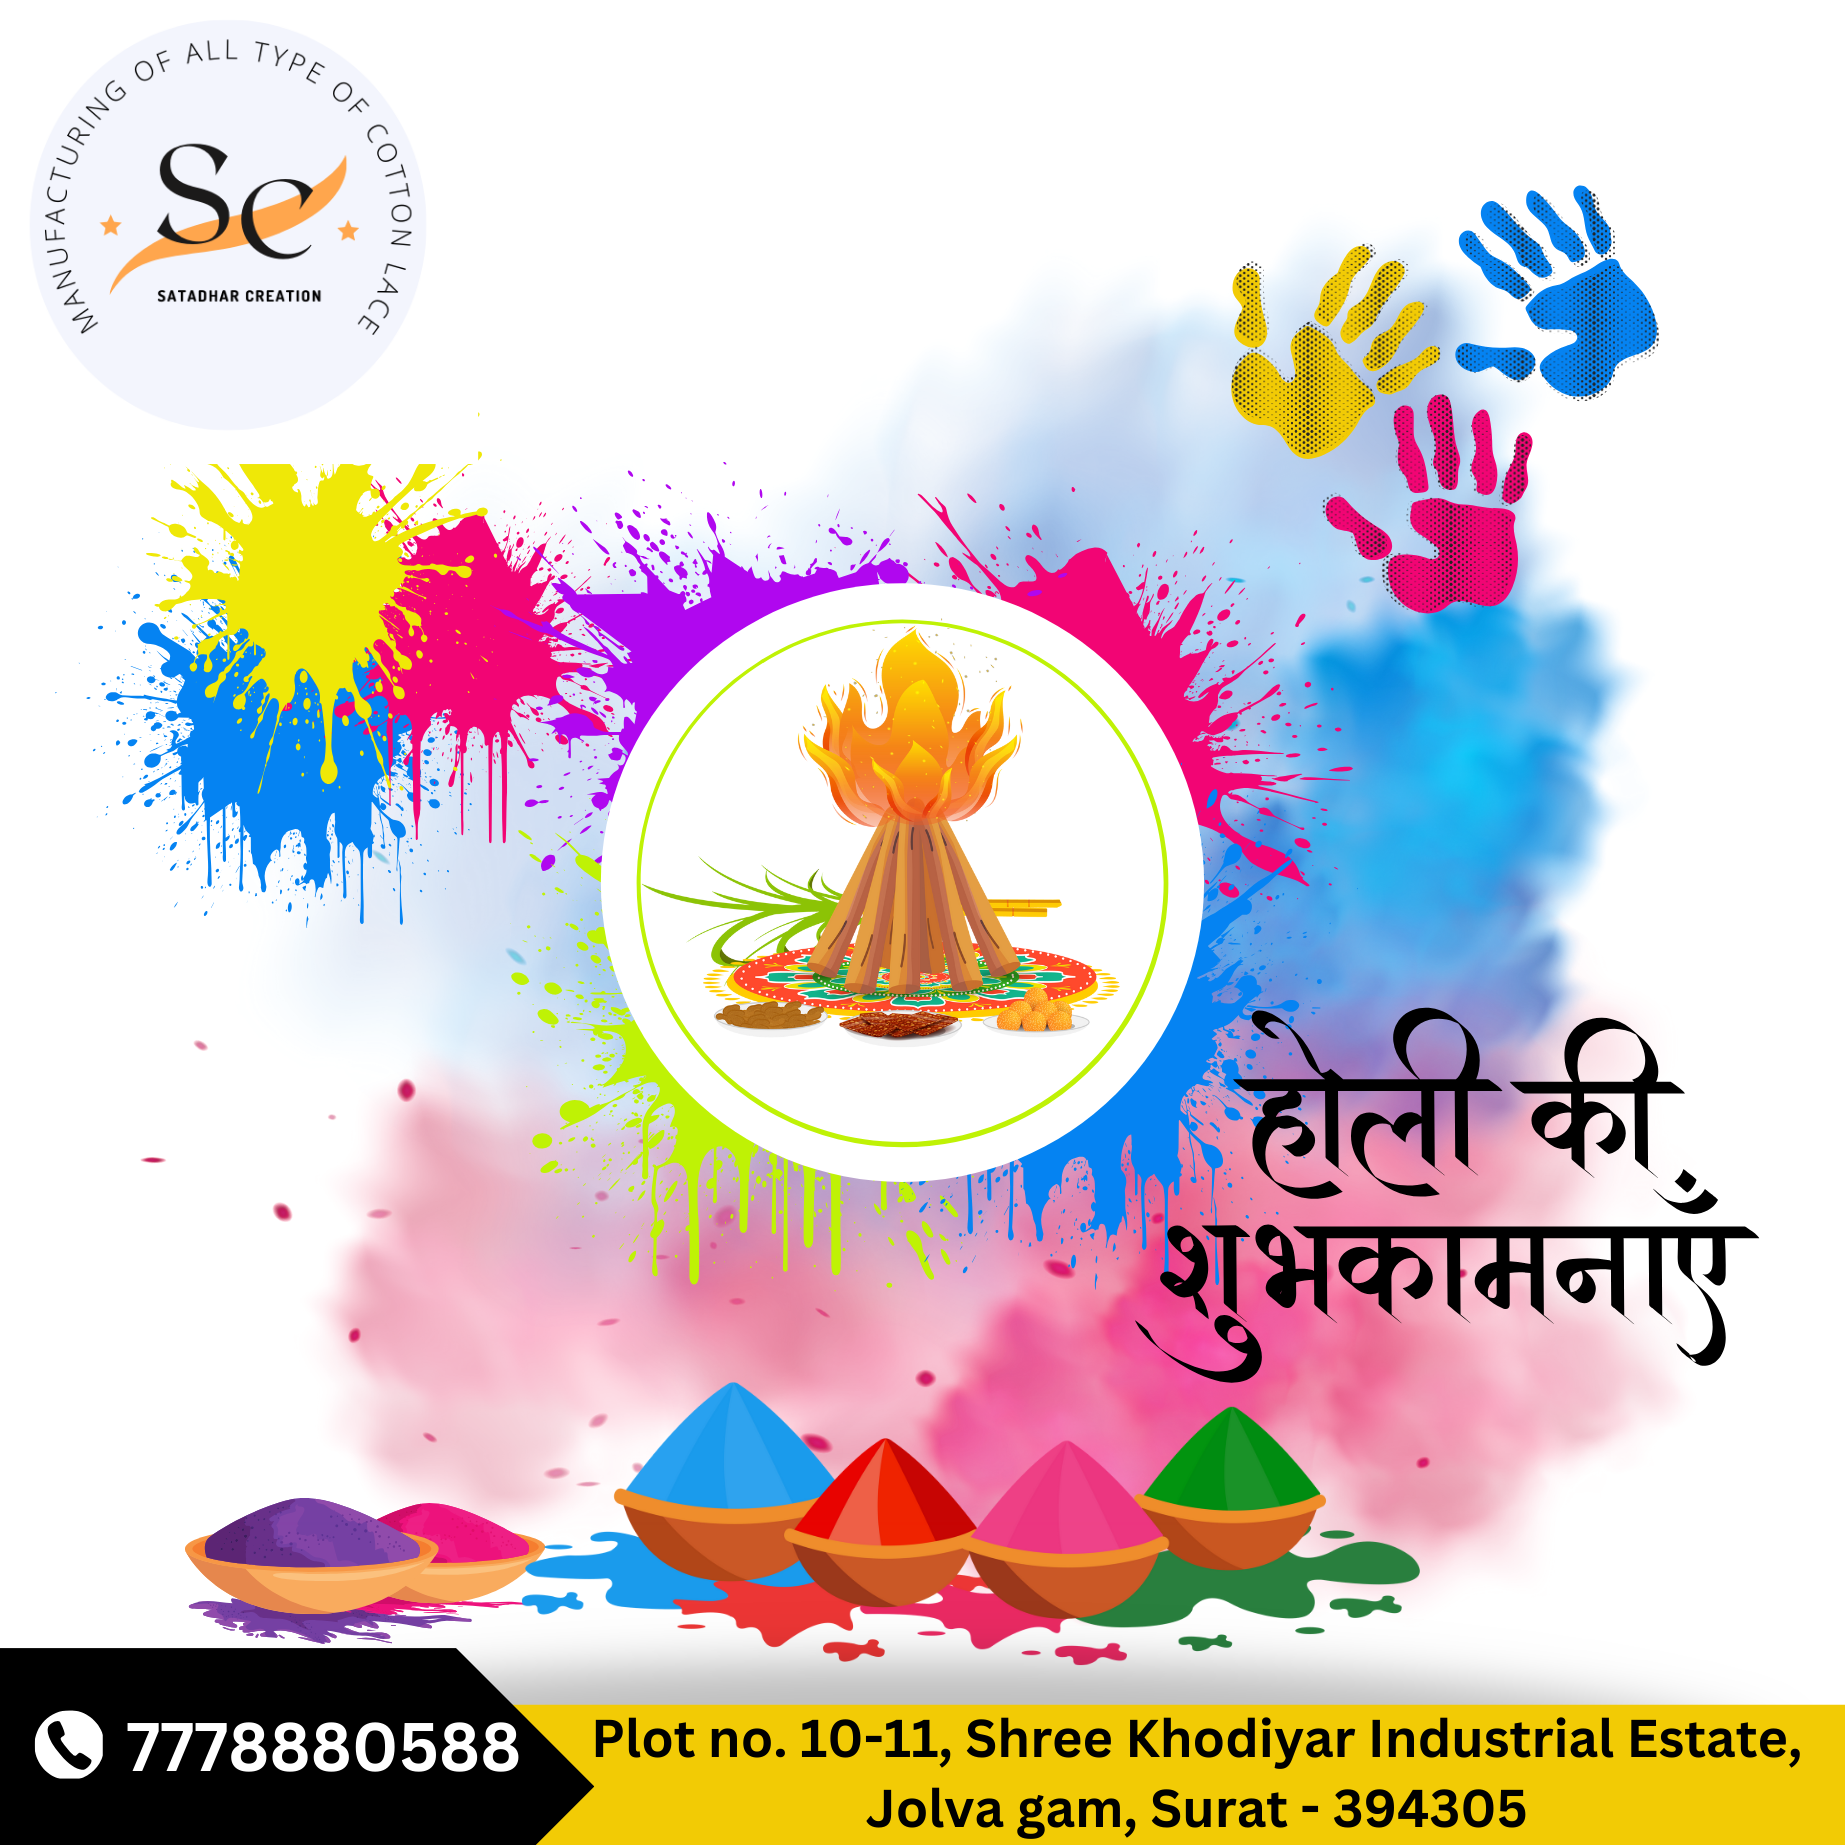 MANUFACTURING OF ALL TYPE OF COTTON LACE
Sc
SATADHAR CREATION
होली की
शुभकामनाएँ
7778880588
Plot no. 10-11, Shree Khodiyar Industrial Estate,
Jolva gam, Surat - 394305